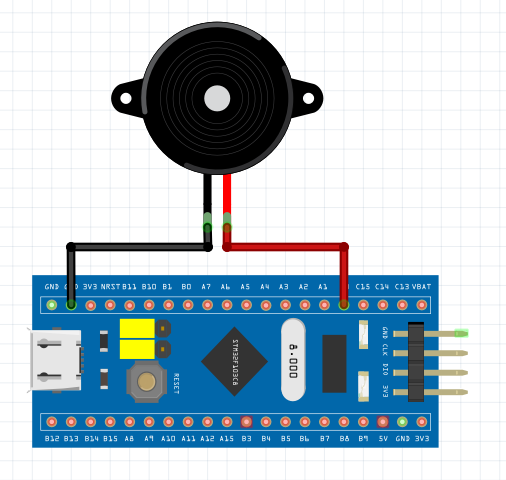 GND 3V3 NRST B11 B10 B1 B0 A7 A6 A5 A4 A3 A2 A1 C15 C14 C13 VBAT
GND
CLK
DIO
3V3
STM32F103C8
8.000
RESET
B12 B13 B14 B15 A8 A9 A10 A11 A12 A15 B3 B4 B5 B6 B7 B8 B9 5V GND 3V3